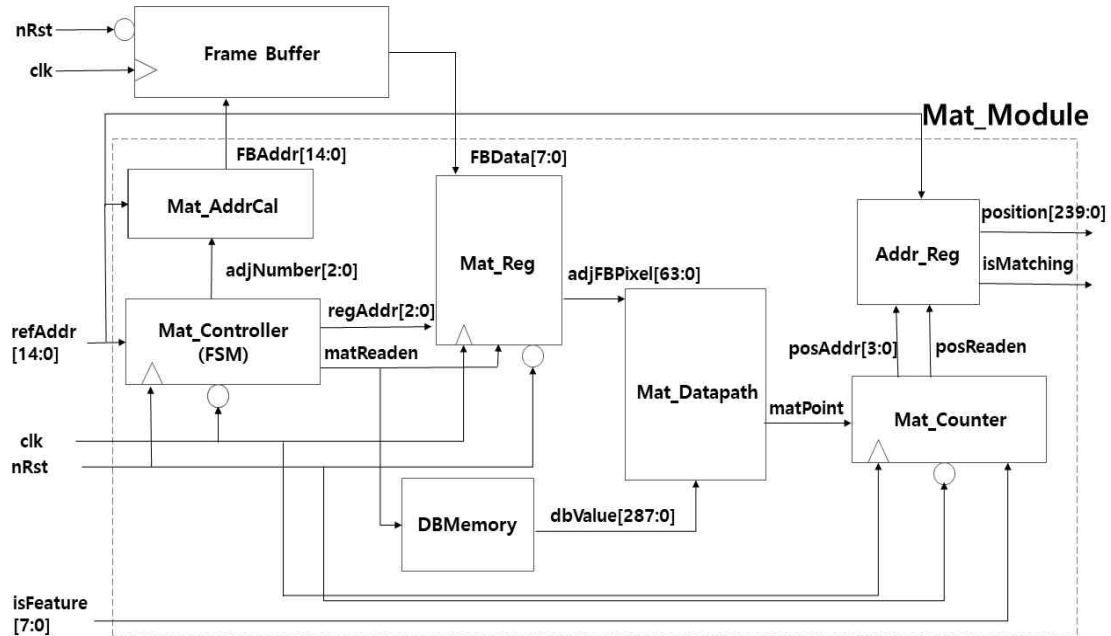 nRst
Frame Buffer
clk
Mat_Module
FBAddr[14:0]
FBData[7:0]
Mat_AddrCal
position[239:0]
Mat_Reg
Addr_Reg
adjNumber[2:0]
adjFBPixel[63:0]
isMatching
regAddr[2:0]
refAddr
[14:0]
Mat_Controller
(FSM)
matReaden
posAddr[3:0]
posReaden
Mat_Datapath
matPoint
Mat_Counter
clk
nRst
DBMemory
dbValue[287:0]
isFeature
[7:0]